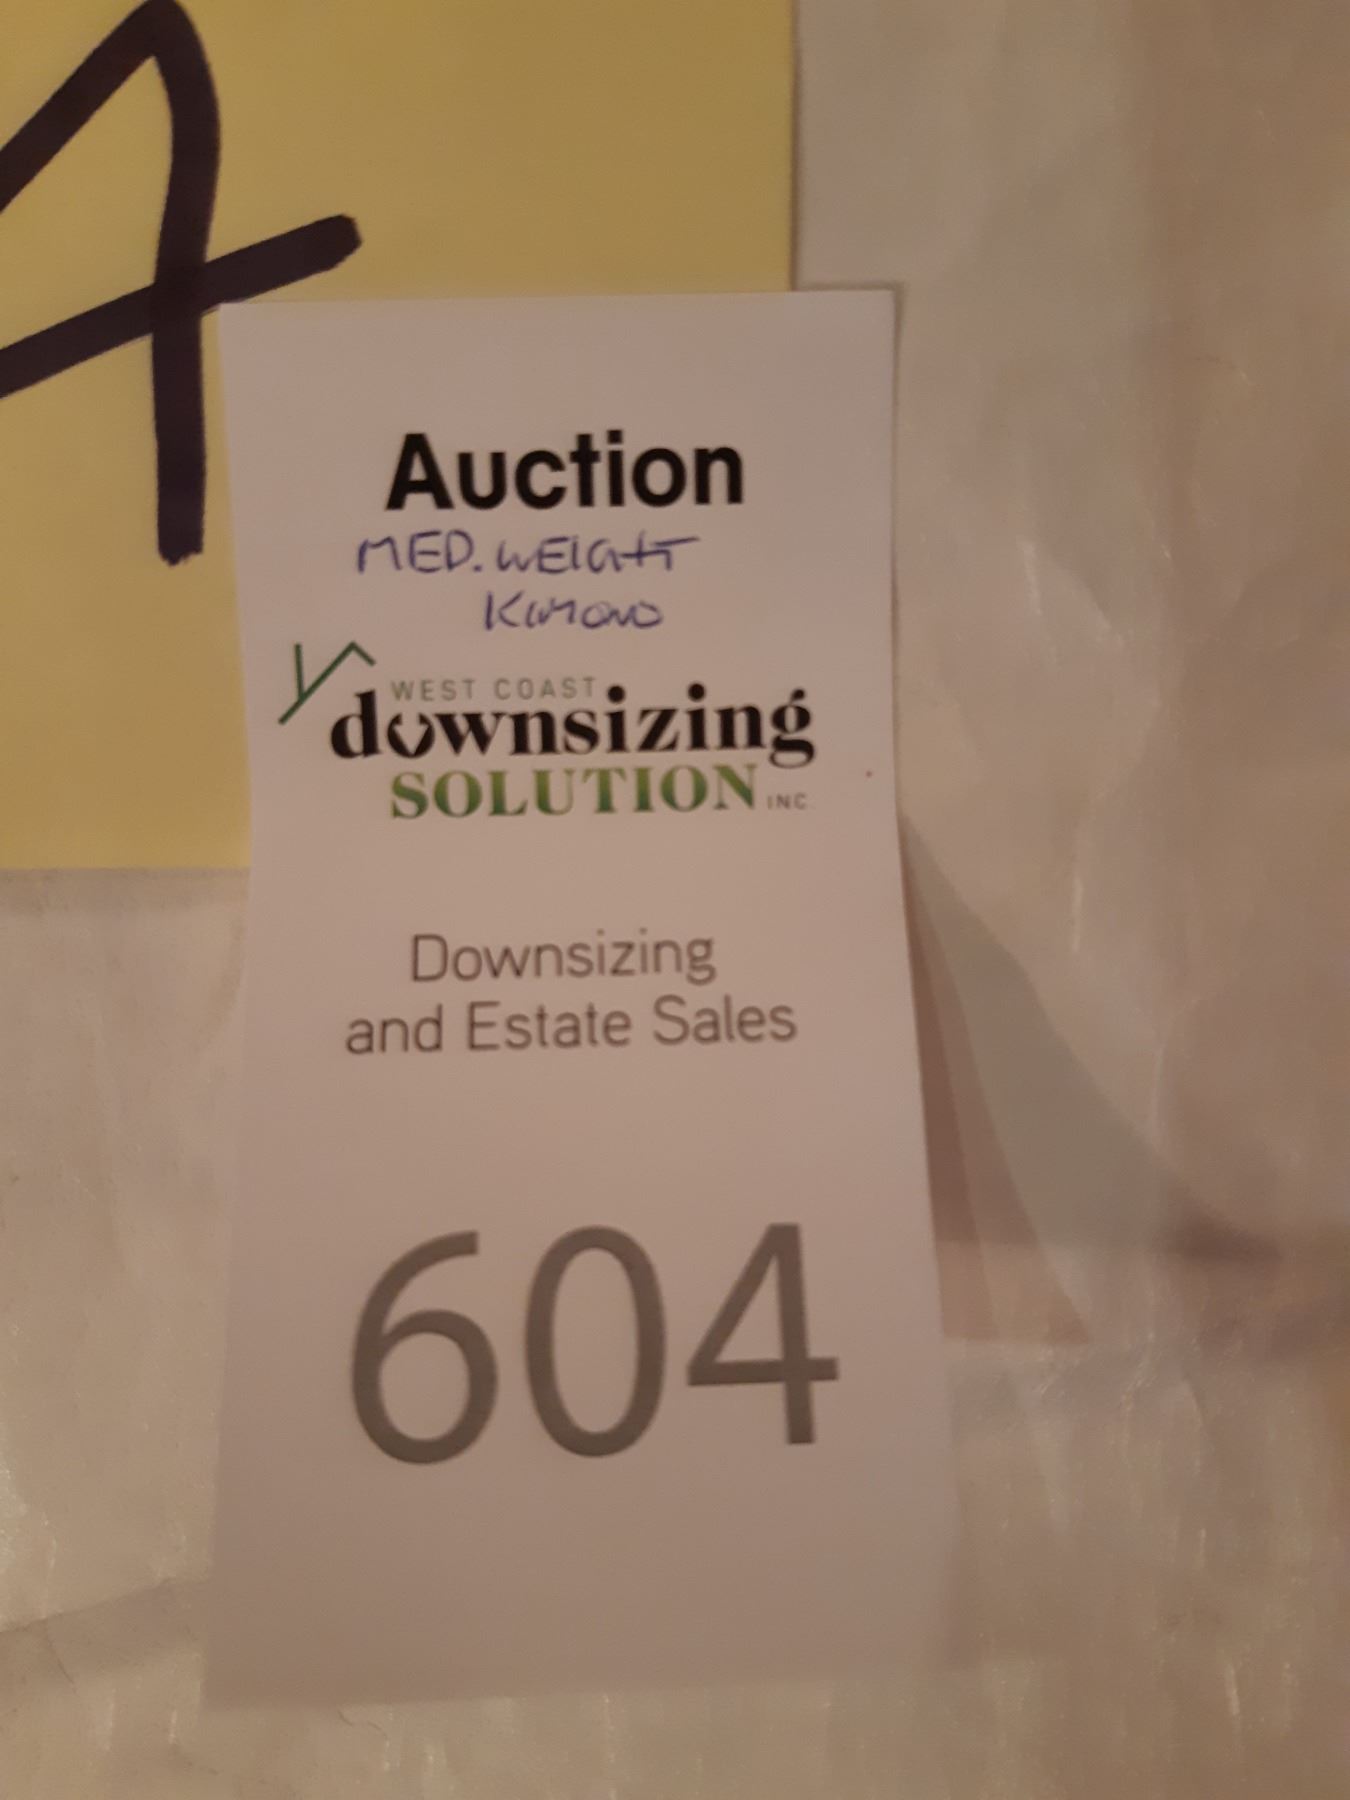 Auction
MED. WEIGHT
KIMONO
WEST COAST
downsizing
SOLUTION INC.
Downsizing
and Estate Sales
604